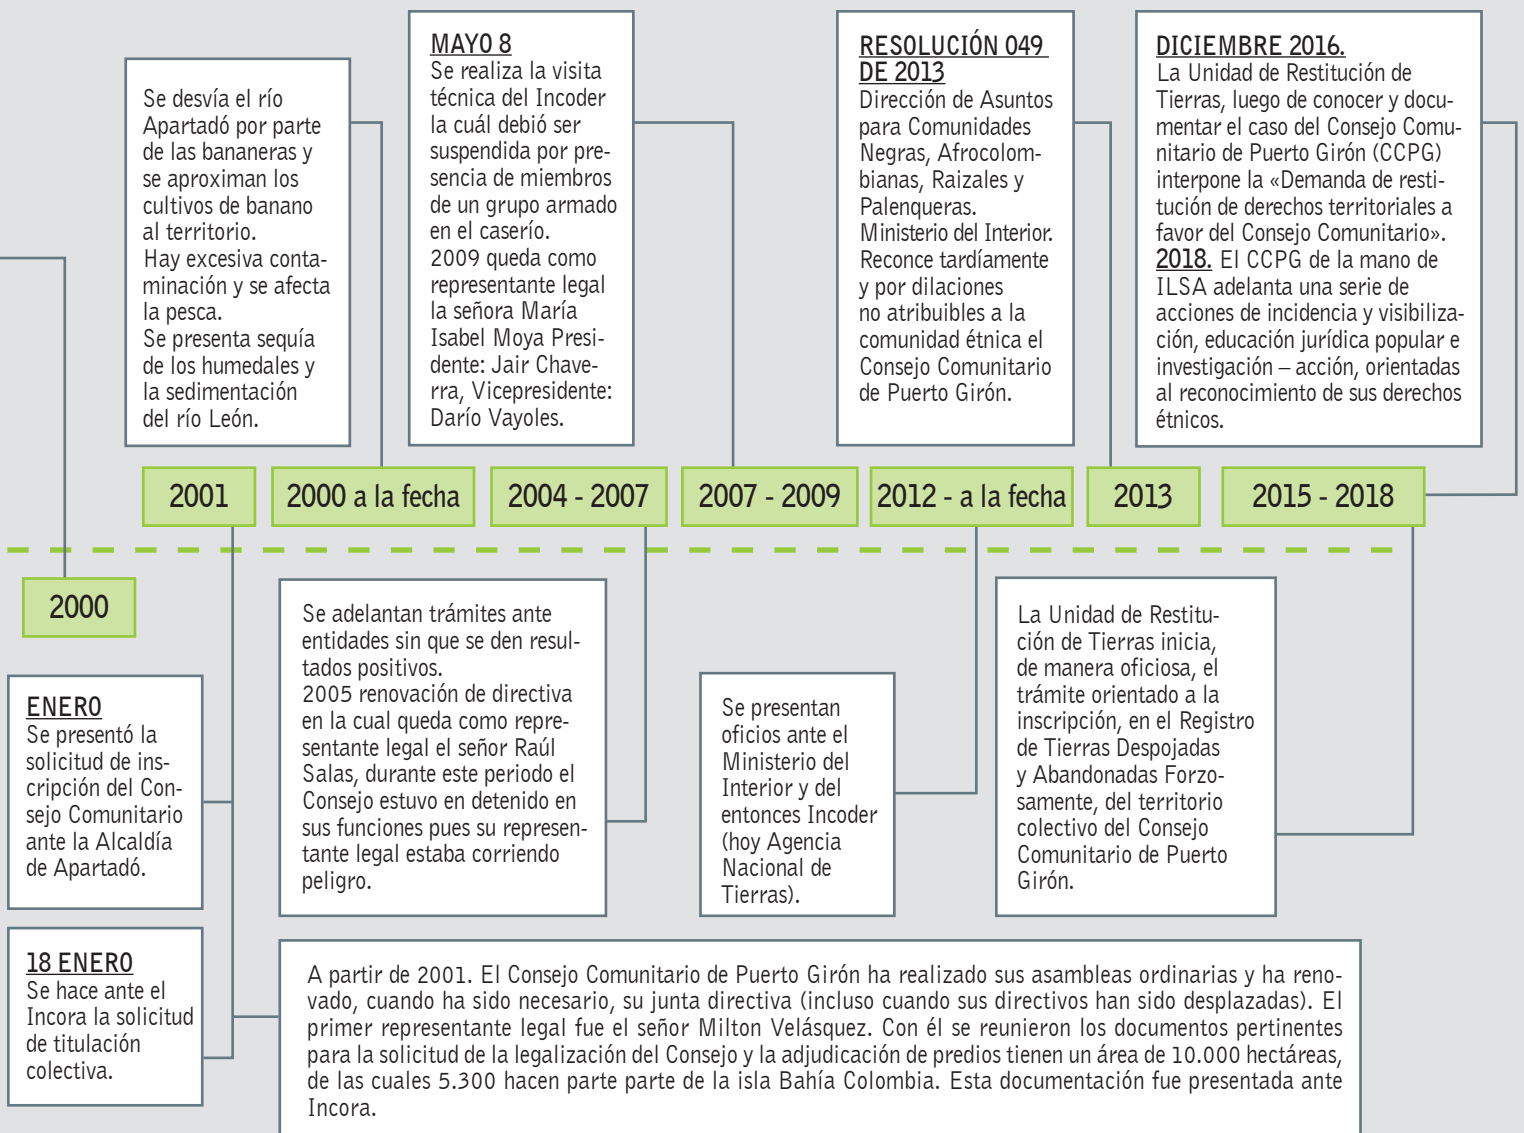 Se desvía el río
Apartadó por parte
de las bananeras y
se aproximan los
cultivos de banano
al territorio.
Hay excesiva conta-
minación y se afecta
la pesca.
Se presenta sequía
de los humedales y
la sedimentación
del río León.
MAYO 8
Se realiza la visita
técnica del Incoder
la cuál debió ser
suspendida por pre-
sencia de miembros
de un grupo armado
en el caserío.
2009 queda como
representante legal
la señora María
Isabel Moya Presi-
dente: Jair Chave-
rra, Vicepresidente:
Darío Vayoles.
RESOLUCIÓN 049
DE 2013
Dirección de Asuntos
para Comunidades
Negras, Afrocolom-
bianas, Raizales y
Palenqueras.
Ministerio del Interior.
Reconce tardíamente
y por dilaciones
no atribuibles a la
comunidad étnica el
Consejo Comunitario
de Puerto Girón.
DICIEMBRE 2016.
La Unidad de Restitución de
Tierras, luego de conocer y docu-
mentar el caso del Consejo Comu-
nitario de Puerto Girón (CCPG)
interpone la «Demanda de resti-
tución de derechos territoriales a
favor del Consejo Comunitario».
2018. El CCPG de la mano de
ILSA adelanta una serie de
acciones de incidencia y visibiliza-
ción, educación jurídica popular e
investigación – acción, orientadas
al reconocimiento de sus derechos
étnicos.
2001
2000 a la fecha
2004 - 2007
2007 - 2009
2012 - a la fecha
2013
2015 - 2018
2000
ENERO
Se presentó la
solicitud de ins-
cripción del Con-
sejo Comunitario
ante la Alcaldía
de Apartadó.
18 ENERO
Se hace ante el
Incora la solicitud
de titulación
colectiva.
Se adelantan trámites ante
entidades sin que se den resul-
tados positivos.
2005 renovación de directiva
en la cual queda como repre-
sentante legal el señor Raúl
Salas, durante este periodo el
Consejo estuvo en detenido en
sus funciones pues su represen-
tante legal estaba corriendo
peligro.
Se presentan
oficios ante el
Ministerio del
Interior y del
entonces Incoder
(hoy Agencia
Nacional de
Tierras).
La Unidad de Restitu-
ción de Tierras inicia,
de manera oficiosa, el
trámite orientado a la
inscripción, en el Registro
de Tierras Despojadas
y Abandonadas Forzo-
samente, del territorio
colectivo del Consejo
Comunitario de Puerto
Girón.
A partir de 2001. El Consejo Comunitario de Puerto Girón ha realizado sus asambleas ordinarias y ha reno-
vado, cuando ha sido necesario, su junta directiva (incluso cuando sus directivos han sido desplazadas). El
primer representante legal fue el señor Milton Velásquez. Con él se reunieron los documentos pertinentes
para la solicitud de la legalización del Consejo y la adjudicación de predios tienen un área de 10.000 hectáreas,
de las cuales 5.300 hacen parte parte de la isla Bahía Colombia. Esta documentación fue presentada ante
Incora.